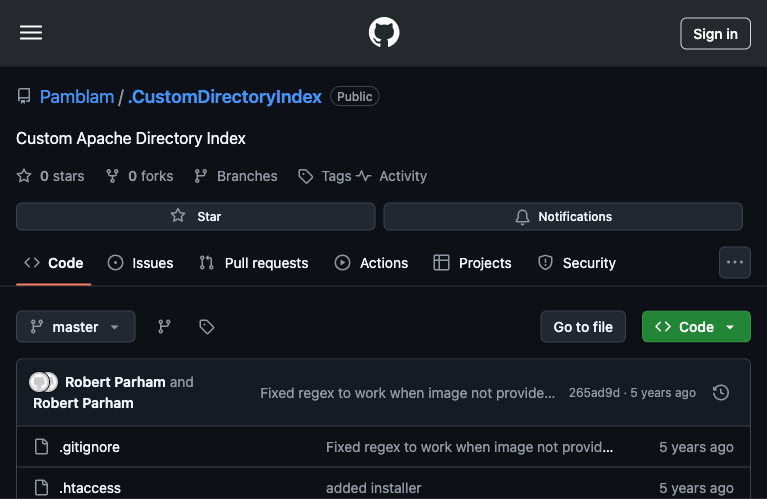 Sign in
Pamblam / .CustomDirectoryIndex Public
Custom Apache Directory Index
0 stars 0 forks Branches Tags Activity
Star Notifications
Code Issues Pull requests Actions Projects Security
master Go to file Code
Robert Parham and
Robert Parham
Fixed regex to work when image not provide... 265ad9d · 5 years ago
.gitignore Fixed regex to work when image not provid... 5 years ago
.htaccess added installer 5 years ago